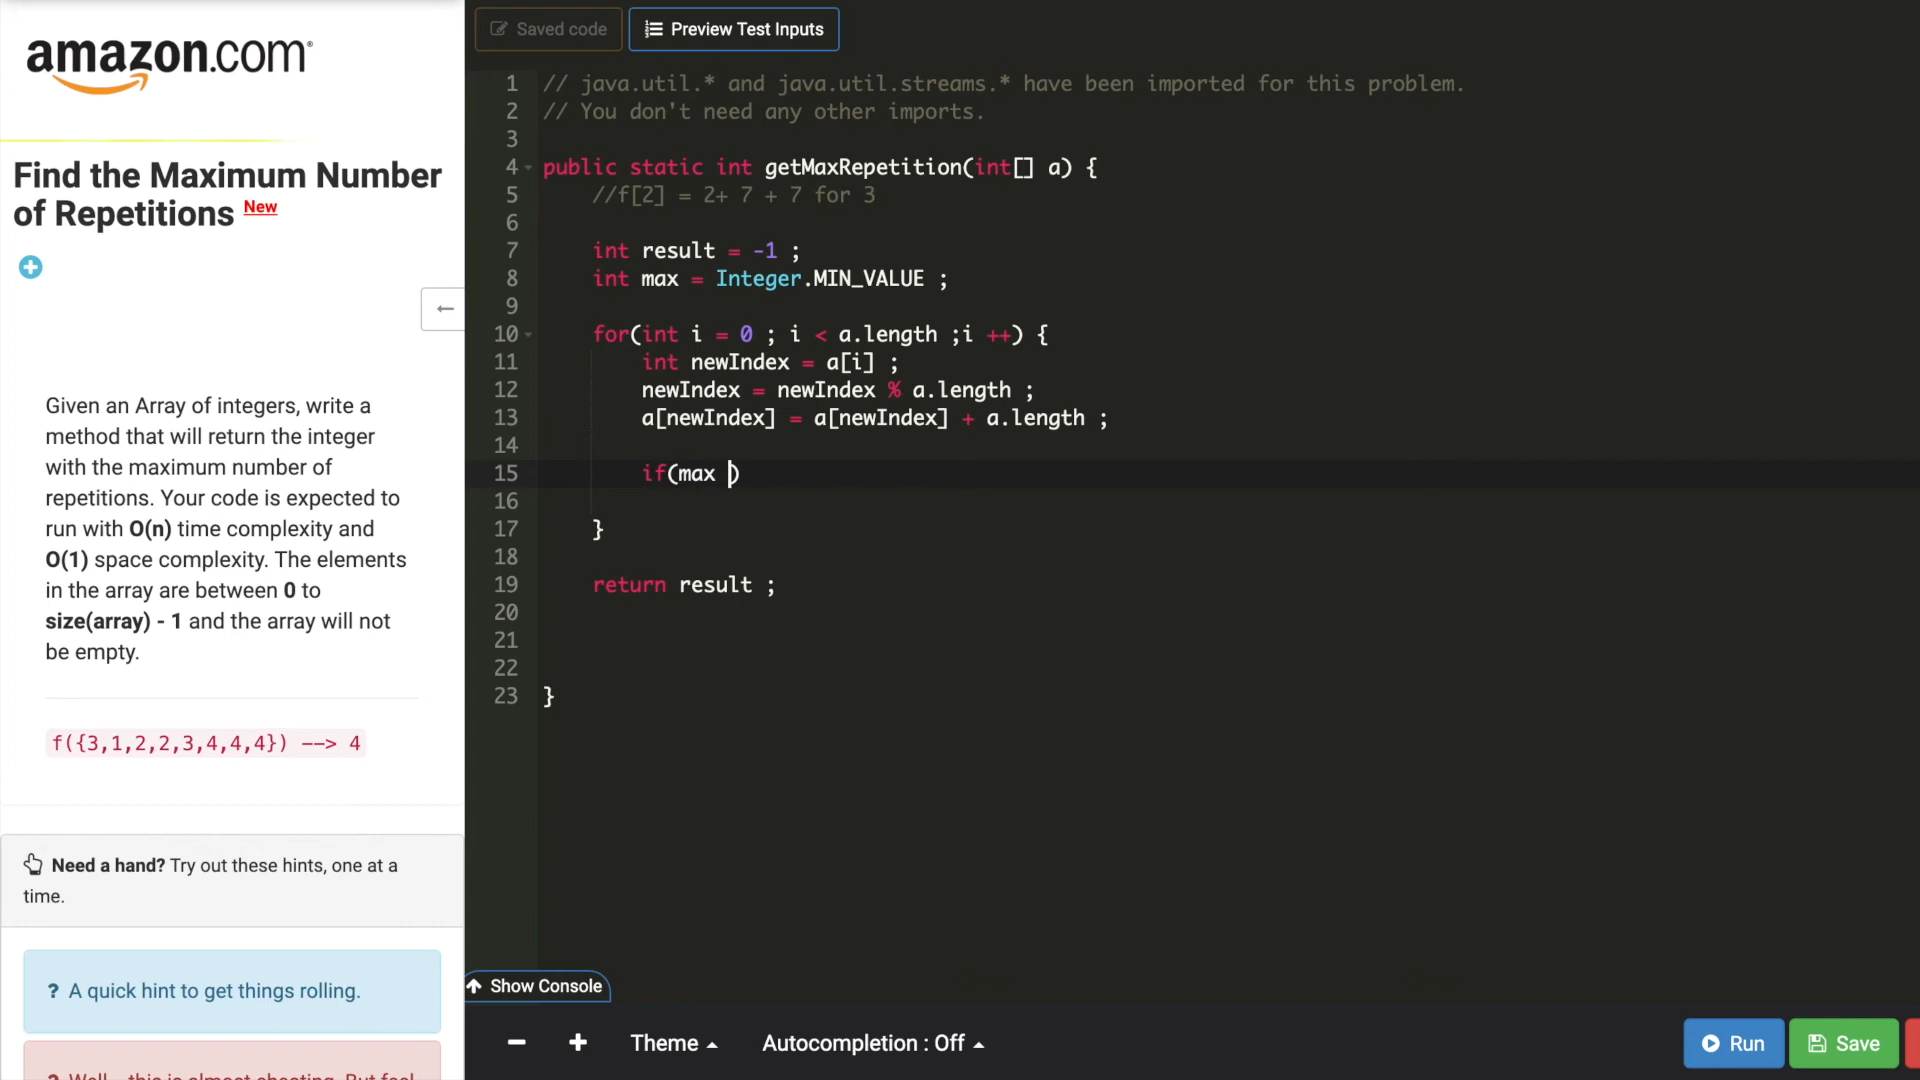 amazon.com
Find the Maximum Number
of Repetitions New
←
Given an Array of integers, write a
method that will return the integer
with the maximum number of
repetitions. Your code is expected to
run with O(n) time complexity and
O(1) space complexity. The elements
in the array are between 0 to
size(array) - 1 and the array will not
be empty.
f({3,1,2,2,3,4,4,4}) --> 4
Need a hand? Try out these hints, one at a
time.
? A quick hint to get things rolling.
? Well... this is almost cheating. But feel
Saved code
Preview Test Inputs
1 // java.util.* and java.util.streams.* have been imported for this problem.
2 // You don't need any other imports.
3
4 public static int getMaxRepetition(int[] a) {
5 //f[2] = 2+ 7 + 7 for 3
6
7 int result = -1 ;
8 int max = Integer.MIN_VALUE ;
9
10 for(int i = 0 ; i < a.length ;i ++) {
11 int newIndex = a[i] ;
12 newIndex = newIndex % a.length ;
13 a[newIndex] = a[newIndex] + a.length ;
14
15 if(max )
16
17 }
18
19 return result ;
20
21
22
23 }
Show Console
Theme
Autocompletion : Off
Run
Save